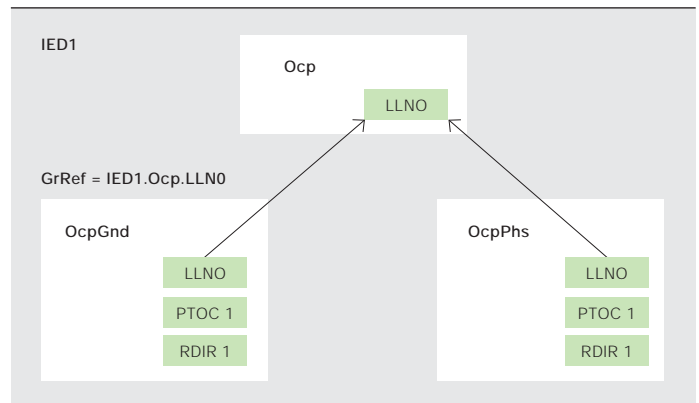 IED1
Ocp
LLNO
GrRef = IED1.Ocp.LLN0
OcpGnd
LLNO
PTOC 1
RDIR 1
OcpPhs
LLNO
PTOC 1
RDIR 1